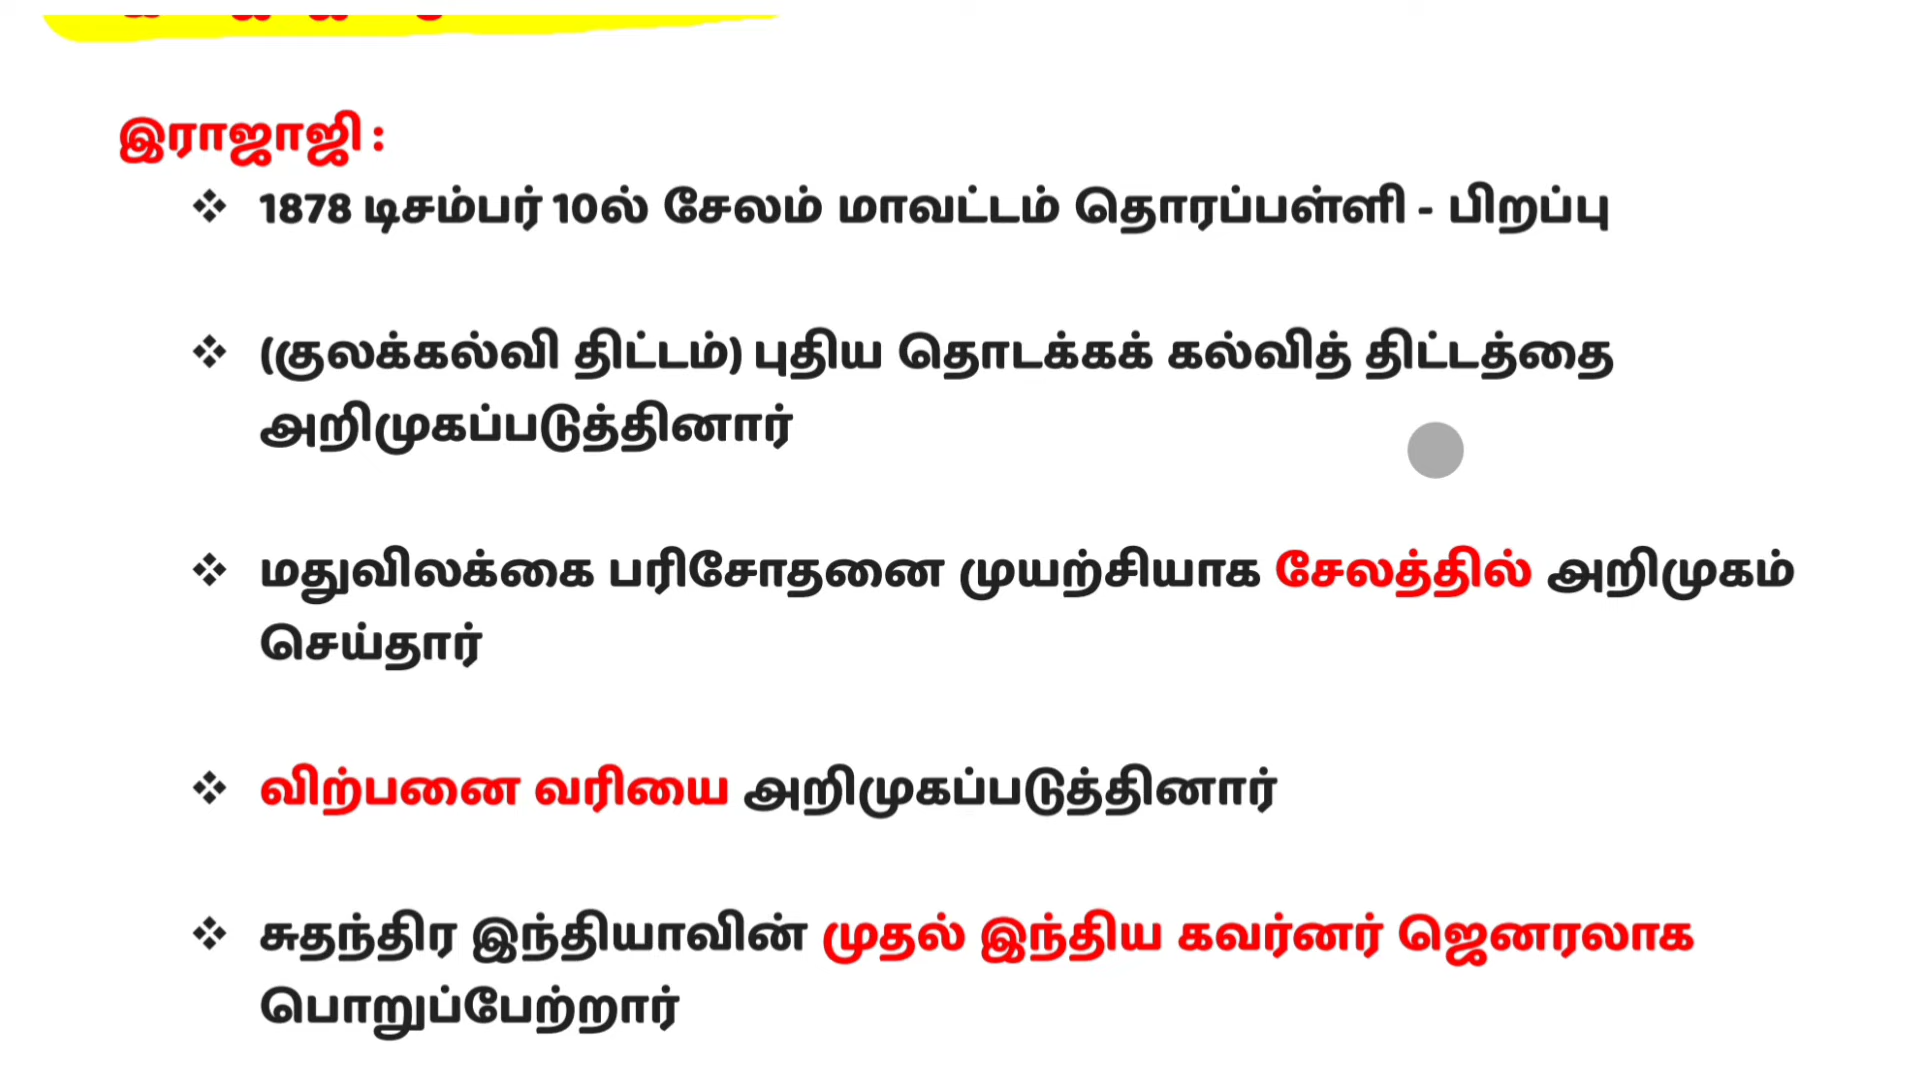 இராஜாஜி :
❖ 1878 டிசம்பர் 10ல் சேலம் மாவட்டம் தொரப்பள்ளி - பிறப்பு
❖ (குலக்கல்வி திட்டம்) புதிய தொடக்கக் கல்வித் திட்டத்தை
அறிமுகப்படுத்தினார்
❖ மதுவிலக்கை பரிசோதனை முயற்சியாக சேலத்தில் அறிமுகம்
செய்தார்
❖ விற்பனை வரியை அறிமுகப்படுத்தினார்
❖ சுதந்திர இந்தியாவின் முதல் இந்திய கவர்னர் ஜெனரலாக
பொறுப்பேற்றார்